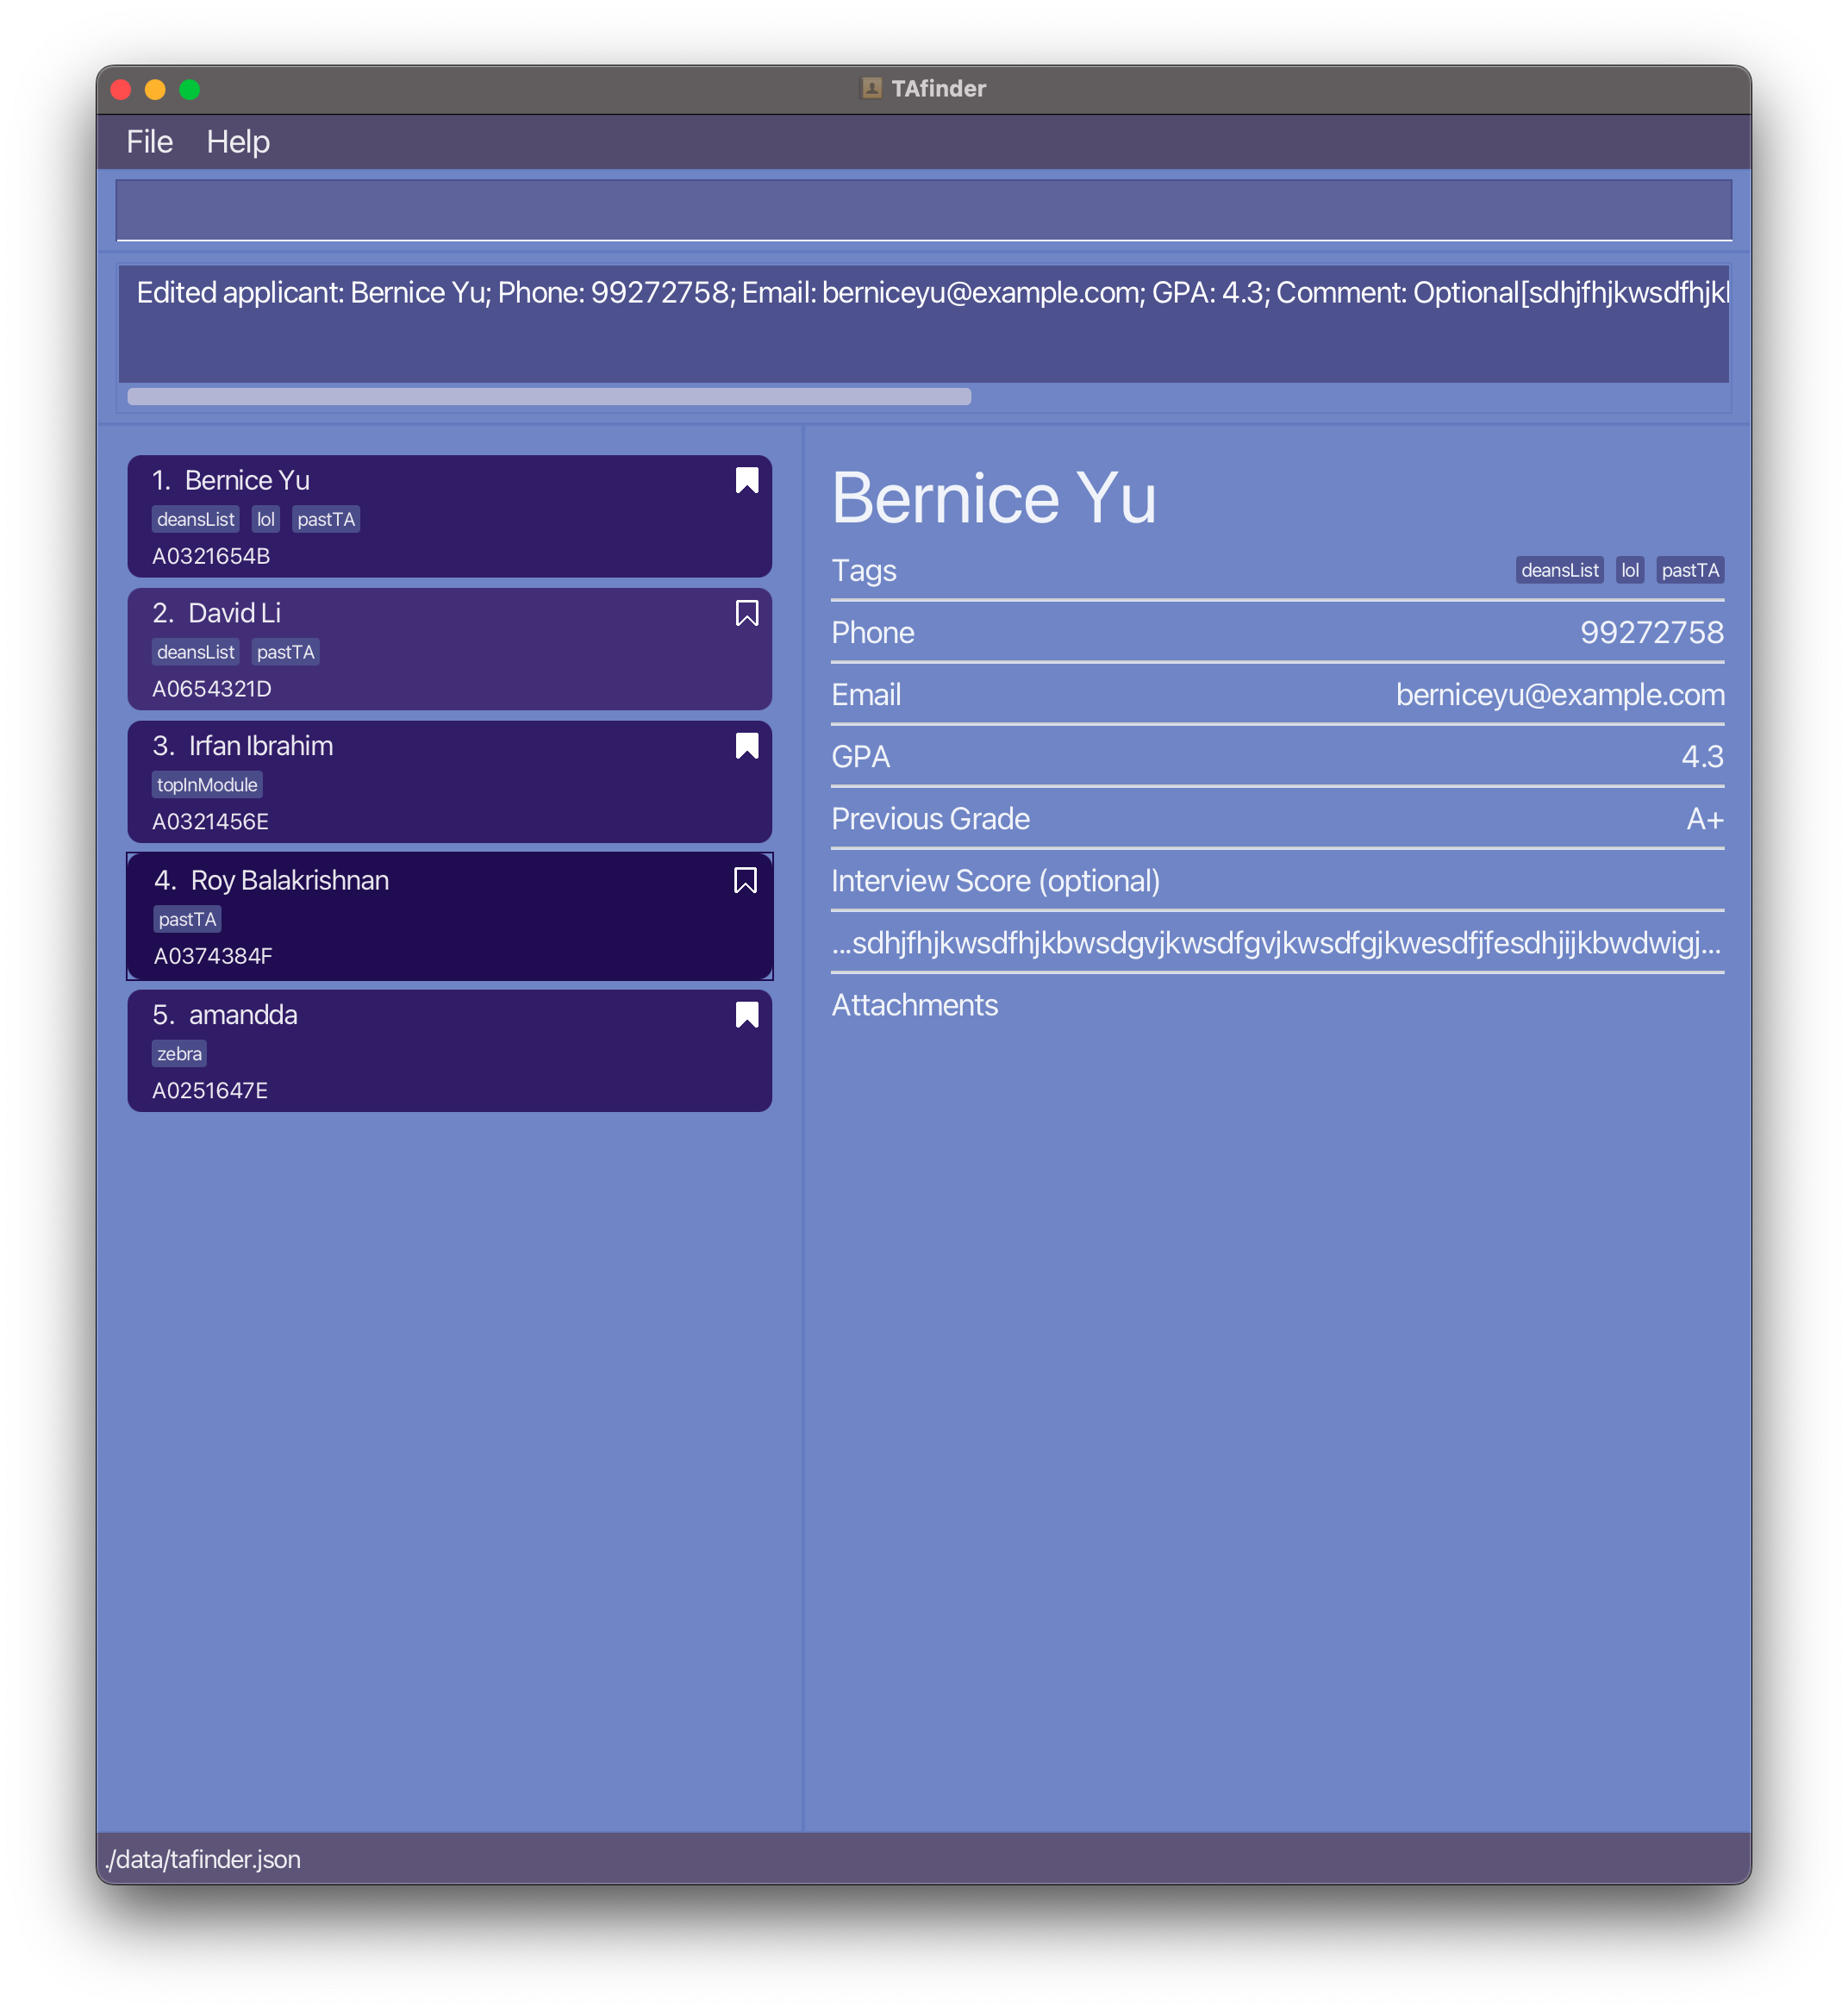 TAfinder
File Help
Edited applicant: Bernice Yu; Phone: 99272758; Email: berniceyu@example.com; GPA: 4.3; Comment: Optional[sdhjfhjkwsdfhjkl
1. Bernice Yu
deansList lol pastTA
A0321654B
2. David Li
deansList pastTA
A0654321D
3. Irfan Ibrahim
topInModule
A0321456E
4. Roy Balakrishnan
pastTA
A0374384F
5. amandda
zebra
A0251647E
Bernice Yu
Tags deansList lol pastTA
Phone 99272758
Email berniceyu@example.com
GPA 4.3
Previous Grade A+
Interview Score (optional)
...sdhjfhjkwsdfhjkbwsdgvjkwsdfgvjkwsdfgjkwesdfjfesdhjijkbwdwigj...
Attachments
./data/tafinder.json